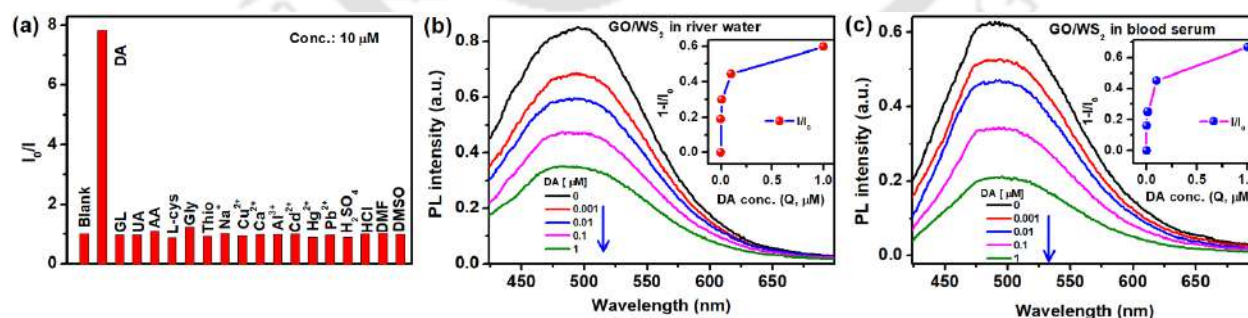 (a)
Conc.: 10 μM
I₀/I
8
6
4
2
0
Blank
DA
GL
UA
AA
L-cys
Gly
Thio
Na⁺
Cu²⁺
Ca²⁺
Al³⁺
Cd²⁺
Hg²⁺
Pb²⁺
H₂SO₄
HCl
DMF
DMSO
(b)
GO/WS₂ in river water
PL intensity (a.u.)
0.8
0.6
0.4
0.2
0.0
450 500 550 600 650
Wavelength (nm)
DA [ μM]
0
0.001
0.01
0.1
1
1-I/I₀
0.6
0.4
0.2
0.0
I/I₀
0.0 0.5 1.0
DA conc. (Q, μM)
(c)
GO/WS₂ in blood serum
PL intensity (a.u.)
0.6
0.4
0.2
0.0
450 500 550 600 650
Wavelength (nm)
DA [ μM]
0
0.001
0.01
0.1
1
1-I/I₀
0.6
0.4
0.2
0.0
I/I₀
0.0 0.5 1.0
DA conc. (Q, μM)